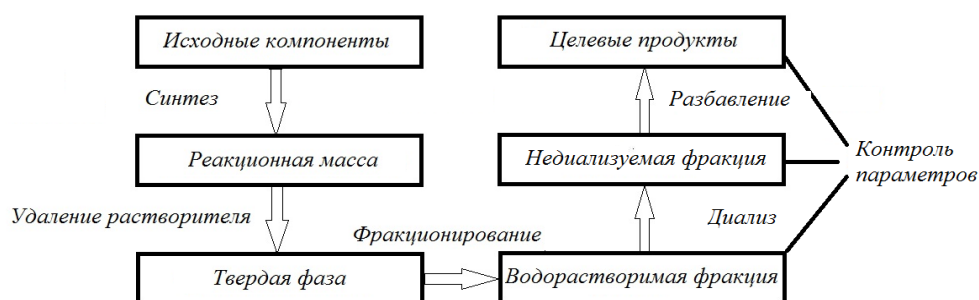 Исходные компоненты
Синтез
Реакционная масса
Удаление растворителя
Твердая фаза
Фракционирование
Водорастворимая фракция
Диализ
Недиализуемая фракция
Разбавление
Целевые продукты
Контроль
параметров